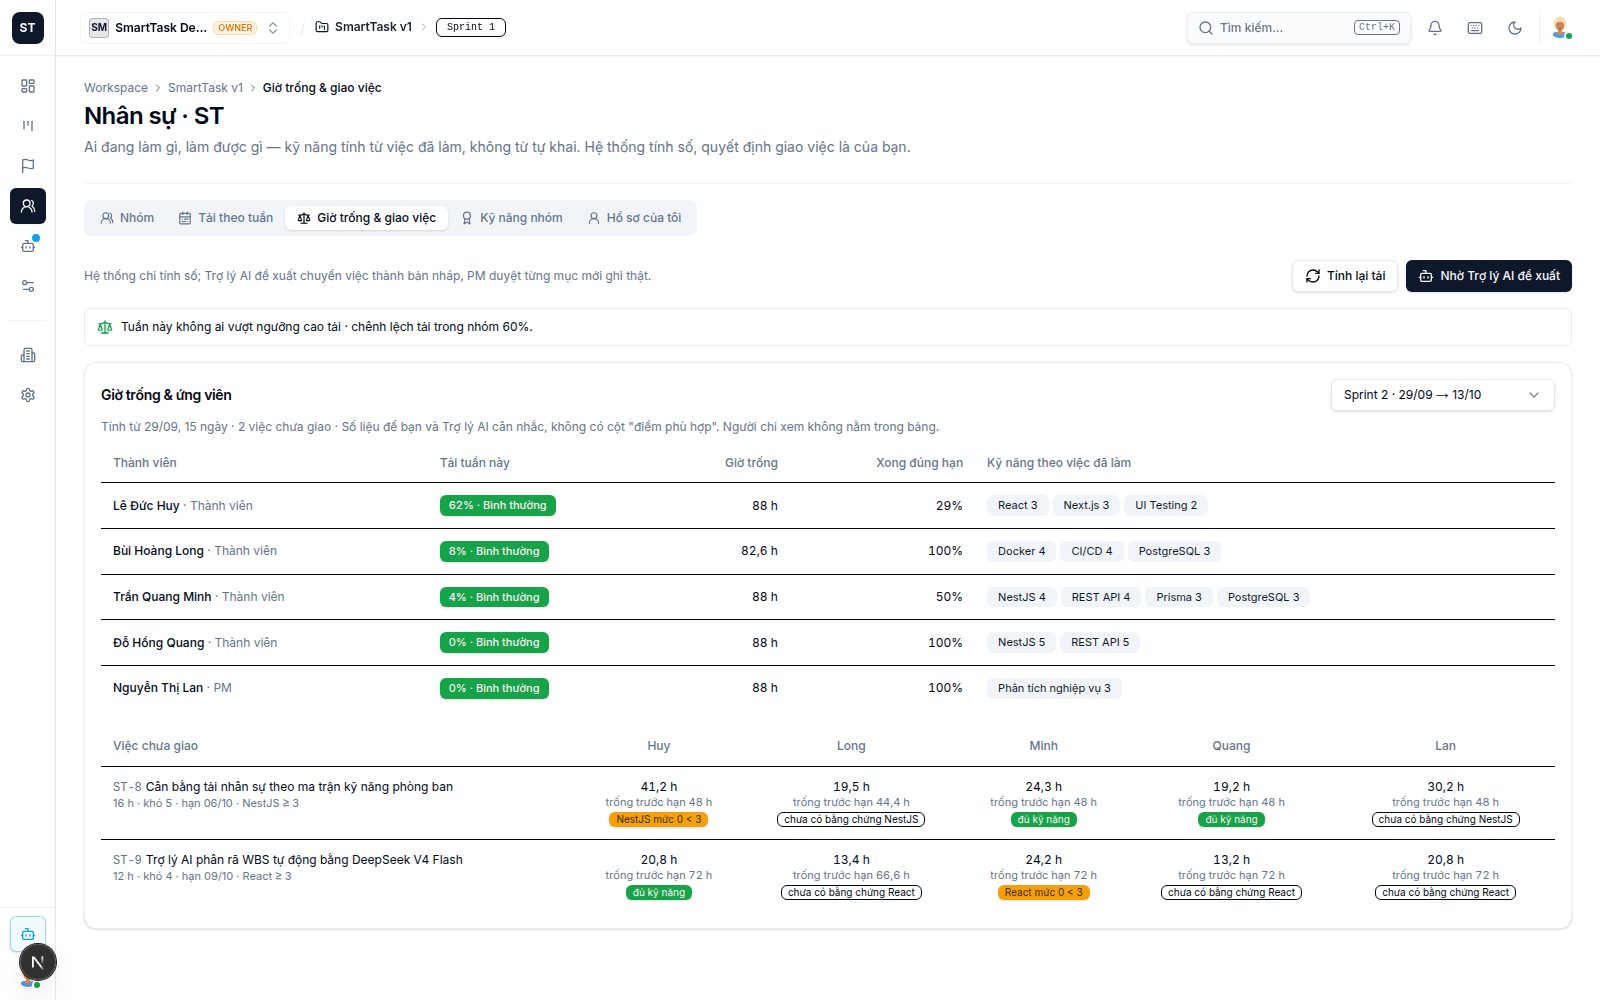 ST
SM SmartTask De... OWNER / SmartTask v1 Sprint 1
Tìm kiếm... Ctrl+K
Workspace > SmartTask v1 > Giờ trống & giao việc
Nhân sự · ST
Ai đang làm gì, làm được gì — kỹ năng tính từ việc đã làm, không từ tự khai. Hệ thống tính số, quyết định giao việc là của bạn.
Nhóm Tải theo tuần Giờ trống & giao việc Kỹ năng nhóm Hồ sơ của tôi
Hệ thống chỉ tính số; Trợ lý AI đề xuất chuyển việc thành bản nháp, PM duyệt từng mục mới ghi thật.
Tính lại tải Nhờ Trợ lý AI đề xuất
Tuần này không ai vượt ngưỡng cao tải · chênh lệch tải trong nhóm 60%.
Giờ trống & ứng viên
Sprint 2 · 29/09 → 13/10
Tính từ 29/09, 15 ngày · 2 việc chưa giao · Số liệu để bạn và Trợ lý AI cân nhắc, không có cột "điểm phù hợp". Người chỉ xem không nằm trong bảng.
Thành viên Tải tuần này Giờ trống Xong đúng hạn Kỹ năng theo việc đã làm
Lê Đức Huy · Thành viên 62% · Bình thường 88 h 29% React 3 Next.js 3 UI Testing 2
Bùi Hoàng Long · Thành viên 8% · Bình thường 82,6 h 100% Docker 4 CI/CD 4 PostgreSQL 3
Trần Quang Minh · Thành viên 4% · Bình thường 88 h 50% NestJS 4 REST API 4 Prisma 3 PostgreSQL 3
Đỗ Hồng Quang · Thành viên 0% · Bình thường 88 h 100% NestJS 5 REST API 5
Nguyễn Thị Lan · PM 0% · Bình thường 88 h 100% Phân tích nghiệp vụ 3
Việc chưa giao Huy Long Minh Quang Lan
ST-8 Cân bằng tải nhân sự theo ma trận kỹ năng phòng ban 41,2 h 19,5 h 24,3 h 19,2 h 30,2 h
16 h · khó 5 · hạn 06/10 · NestJS ≥ 3 trống trước hạn 48 h trống trước hạn 44,4 h trống trước hạn 48 h trống trước hạn 48 h trống trước hạn 48 h
NestJS mức 0 < 3 chưa có bằng chứng NestJS đủ kỹ năng đủ kỹ năng chưa có bằng chứng NestJS
ST-9 Trợ lý AI phân rã WBS tự động bằng DeepSeek V4 Flash 20,8 h 13,4 h 24,2 h 13,2 h 20,8 h
12 h · khó 4 · hạn 09/10 · React ≥ 3 trống trước hạn 72 h trống trước hạn 66,6 h trống trước hạn 72 h trống trước hạn 72 h trống trước hạn 72 h
đủ kỹ năng chưa có bằng chứng React React mức 0 < 3 chưa có bằng chứng React chưa có bằng chứng React
N